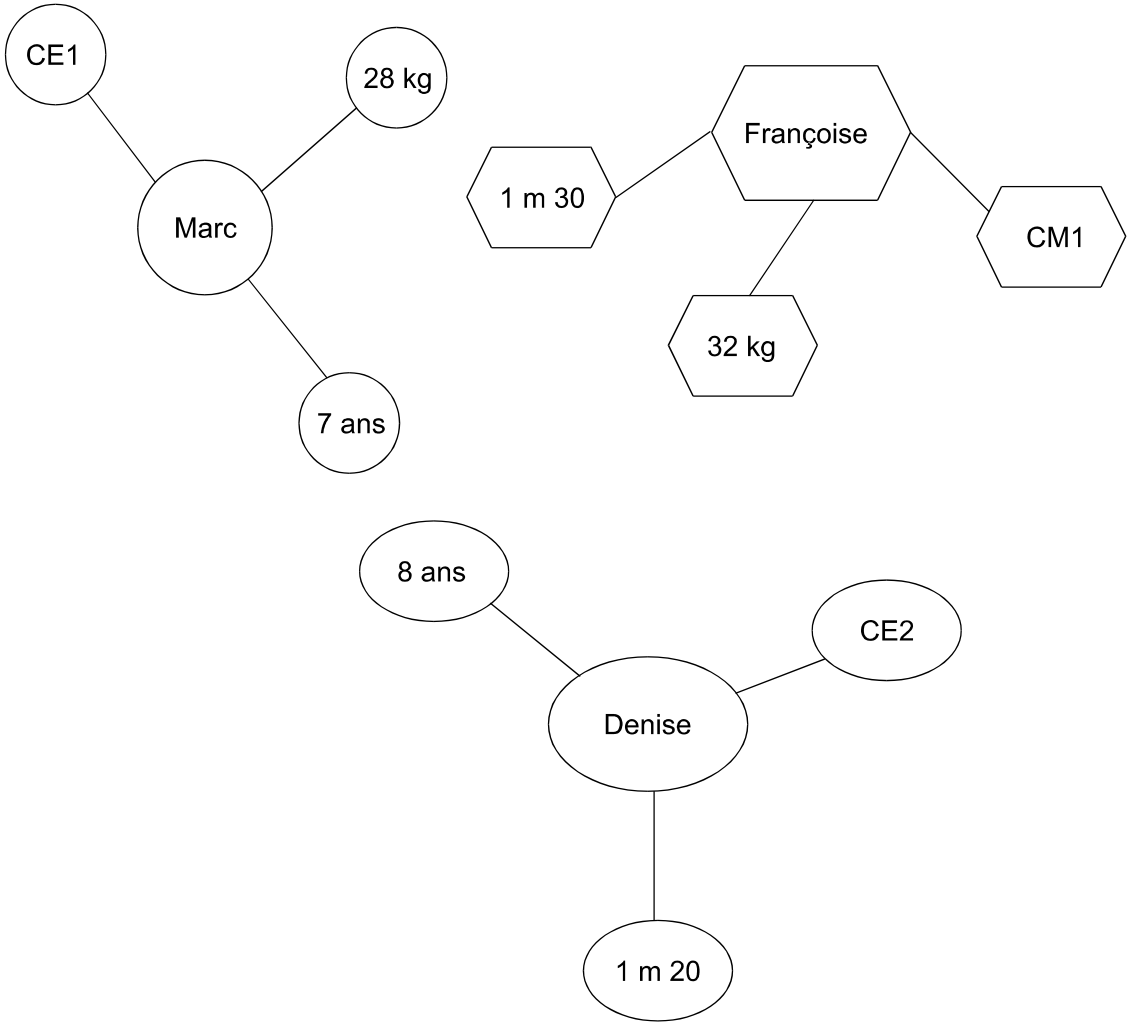 CE1
28 kg
Marc
7 ans
Françoise
1 m 30
CM1
32 kg
8 ans
CE2
Denise
1 m 20